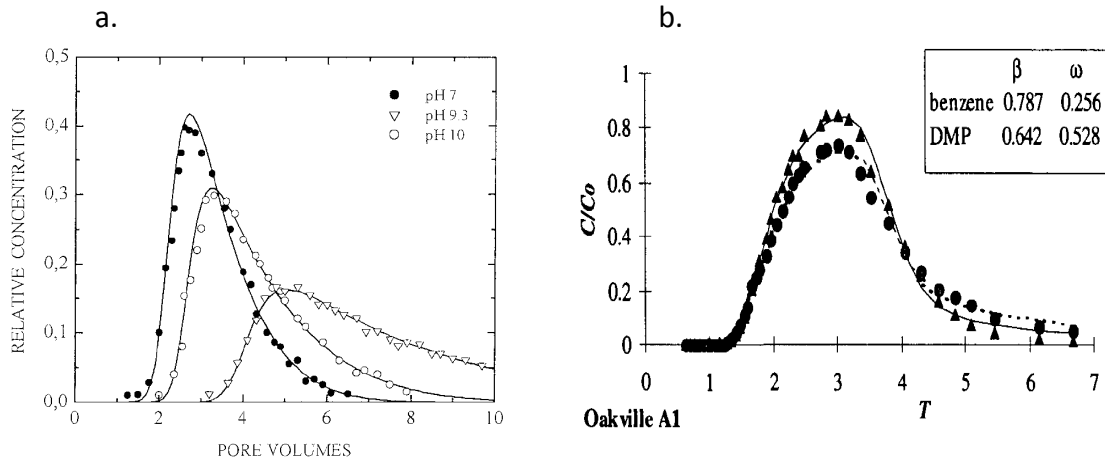 a.
RELATIVE CONCENTRATION
0,5
0,4
0,3
0,2
0,1
0,0
0 2 4 6 8 10
PORE VOLUMES
pH 7
pH 9.3
pH 10
b.
C/Co
1
0.8
0.6
0.4
0.2
0
0 1 2 3 4 5 6 7
T
Oakville A1
β ω
benzene 0.787 0.256
DMP 0.642 0.528